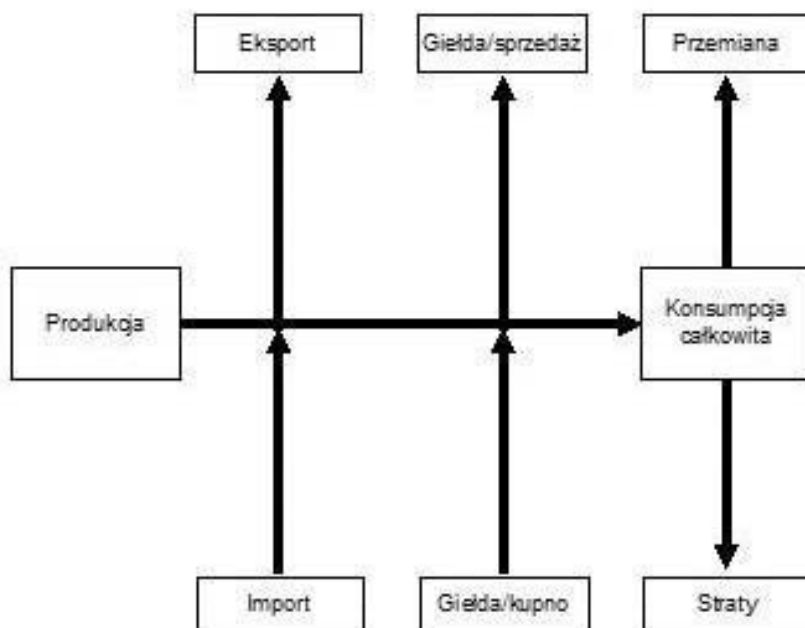 Eksport
Giełda/sprzedaż
Przemiana
Produkcja
Konsumpcja
całkowita
Import
Giełda/kupno
Straty